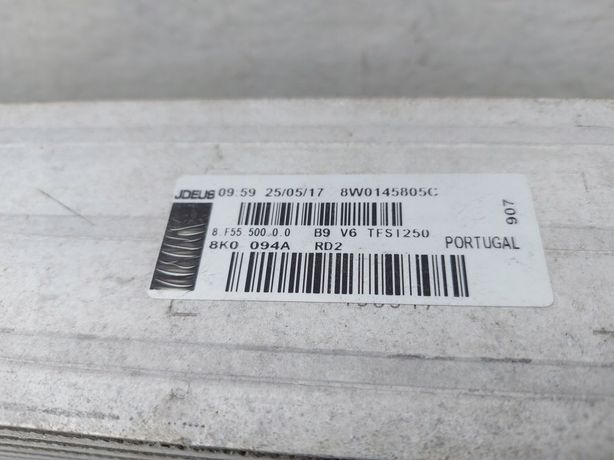 JDEUS 09:59 25/05/17 8W0145805C
8.F55 500.0.0 B9 V6 TFSI250
8K0 094A RD2 PORTUGAL
907